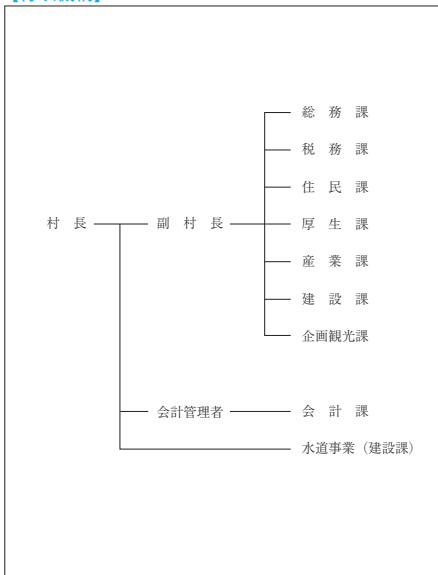 総務課
税務課
住民課
村長 副村長 厚生課
産業課
建設課
企画観光課
会計管理者 会計課
水道事業（建設課）